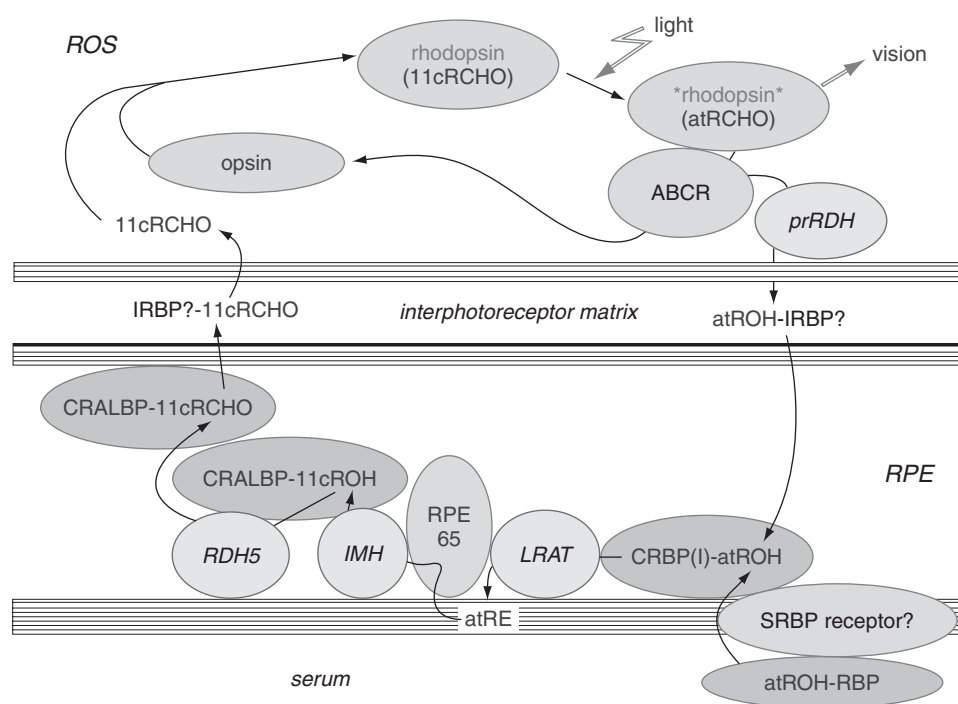 ROS
light
vision
rhodopsin
(11cRCHO)
*rhodopsin*
(atRCHO)
opsin
ABCR
prRDH
11cRCHO
IRBP?-11cRCHO
interphotoreceptor matrix
atROH-IRBP?
CRALBP-11cRCHO
CRALBP-11cROH
RPE
RPE
65
RDH5
IMH
LRAT
CRBP(I)-atROH
atRE
SRBP receptor?
serum
atROH-RBP